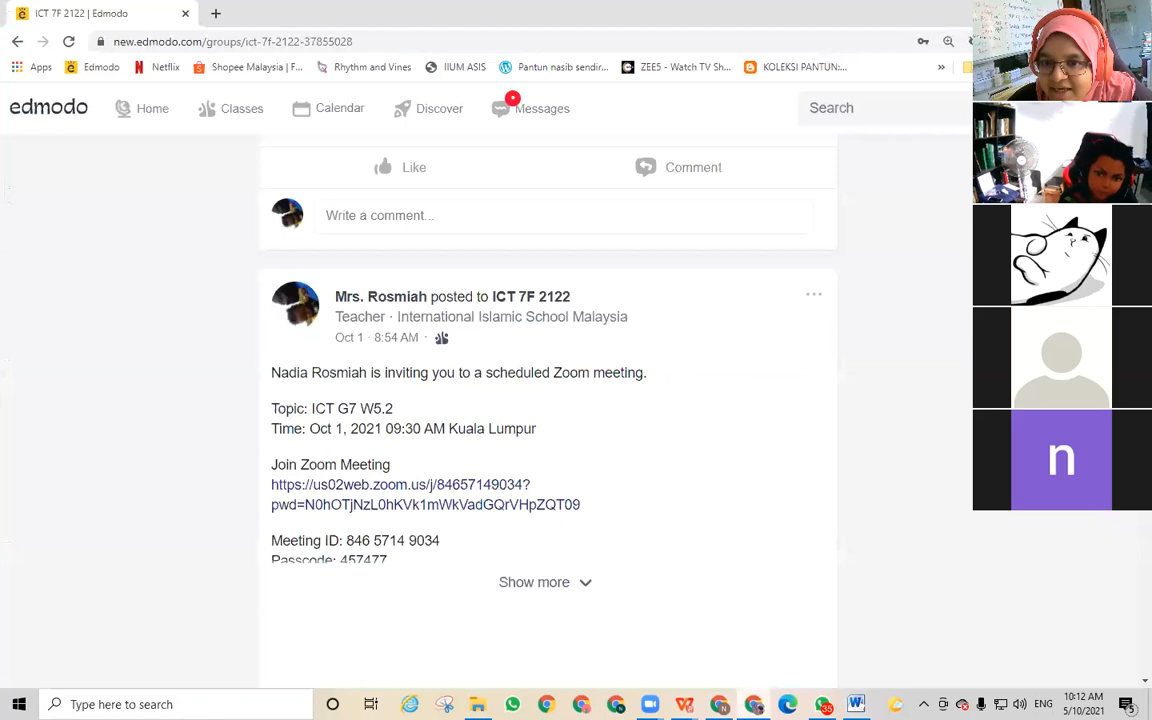 ICT 7F 2122 | Edmodo
new.edmodo.com/groups/ict-7f-2122-37855028
Apps Edmodo Netflix Shopee Malaysia | F... Rhythm and Vines IIUM ASIS Pantun nasib sendir... ZEE5 - Watch TV Sh... KOLEKSI PANTUN:... »
edmodo Home Classes Calendar Discover Messages Search
Like Comment
Write a comment...
Mrs. Rosmiah posted to ICT 7F 2122
Teacher · International Islamic School Malaysia
Oct 1 · 8:54 AM ·
Nadia Rosmiah is inviting you to a scheduled Zoom meeting.
Topic: ICT G7 W5.2
Time: Oct 1, 2021 09:30 AM Kuala Lumpur
Join Zoom Meeting
https://us02web.zoom.us/j/84657149034?
pwd=N0hOTjNzL0hKVk1mWkVadGQrVHpZQT09
Meeting ID: 846 5714 9034
Passcode: 457477
Show more
n
Type here to search
35
ENG
10:12 AM
5/10/2021
5